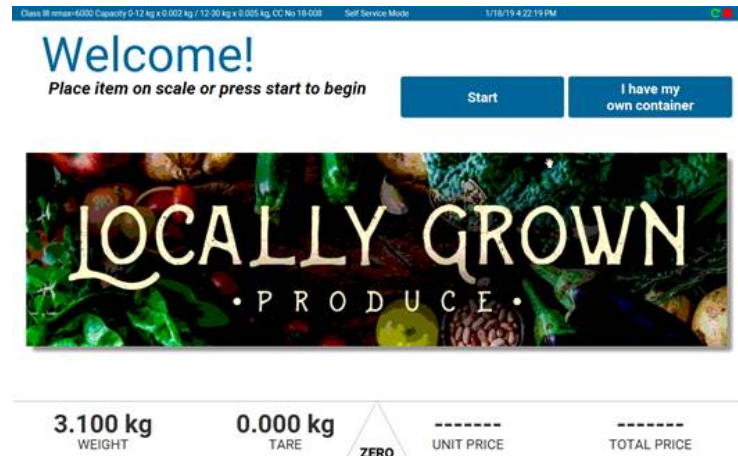 Class III nmax=6000 Capacity 0-12 kg x 0.002 kg / 12-30 kg x 0.005 kg, CC No 18-008 Self Service Mode 1/18/19 4:22:19 PM
Welcome!
Place item on scale or press start to begin
Start
I have my
own container
LOCALLY GROWN
• PRODUCE •
3.100 kg
WEIGHT
0.000 kg
TARE
ZERO
-------
UNIT PRICE
-------
TOTAL PRICE